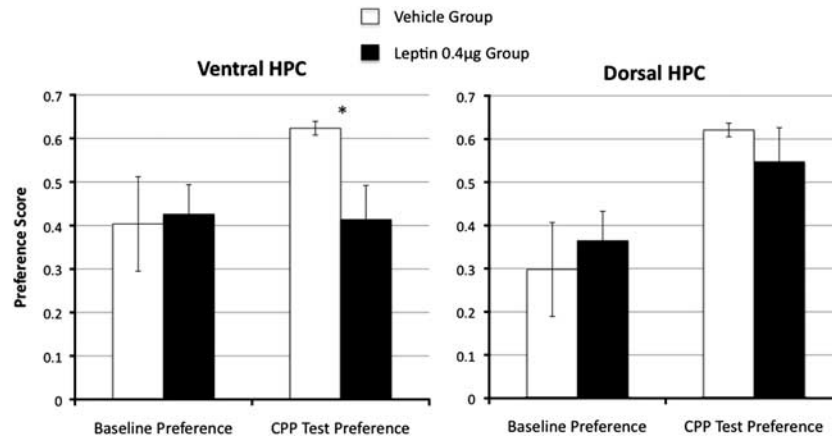 Vehicle Group
Leptin 0.4µg Group
Ventral HPC
Dorsal HPC
Preference Score
0.7
0.6
0.5
0.4
0.3
0.2
0.1
0
*
Baseline Preference
CPP Test Preference
0.7
0.6
0.5
0.4
0.3
0.2
0.1
0
Baseline Preference
CPP Test Preference